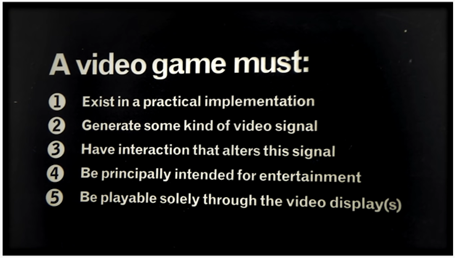 A video game must:
1 Exist in a practical implementation
2 Generate some kind of video signal
3 Have interaction that alters this signal
4 Be principally intended for entertainment
5 Be playable solely through the video display(s)